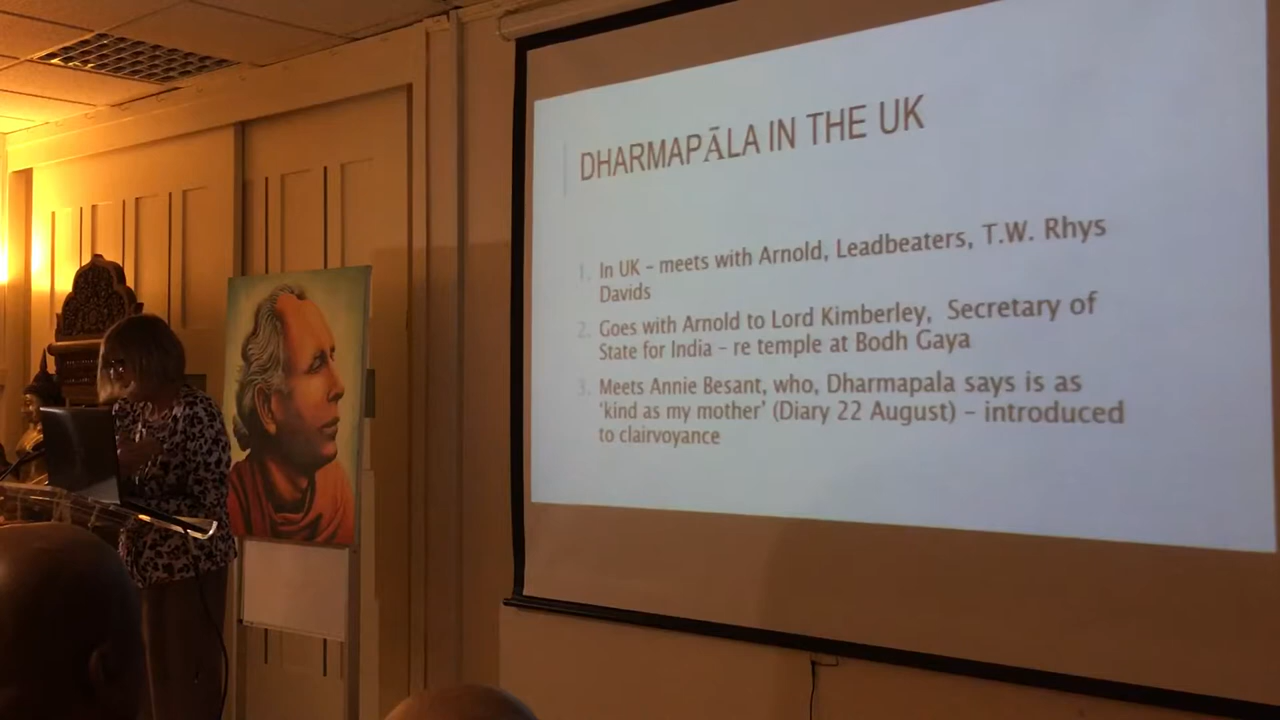 DHARMAPĀLA IN THE UK
1. In UK – meets with Arnold, Leadbeaters, T.W. Rhys
Davids
2. Goes with Arnold to Lord Kimberley, Secretary of
State for India – re temple at Bodh Gaya
3. Meets Annie Besant, who, Dharmapala says is as
'kind as my mother' (Diary 22 August) – introduced
to clairvoyance